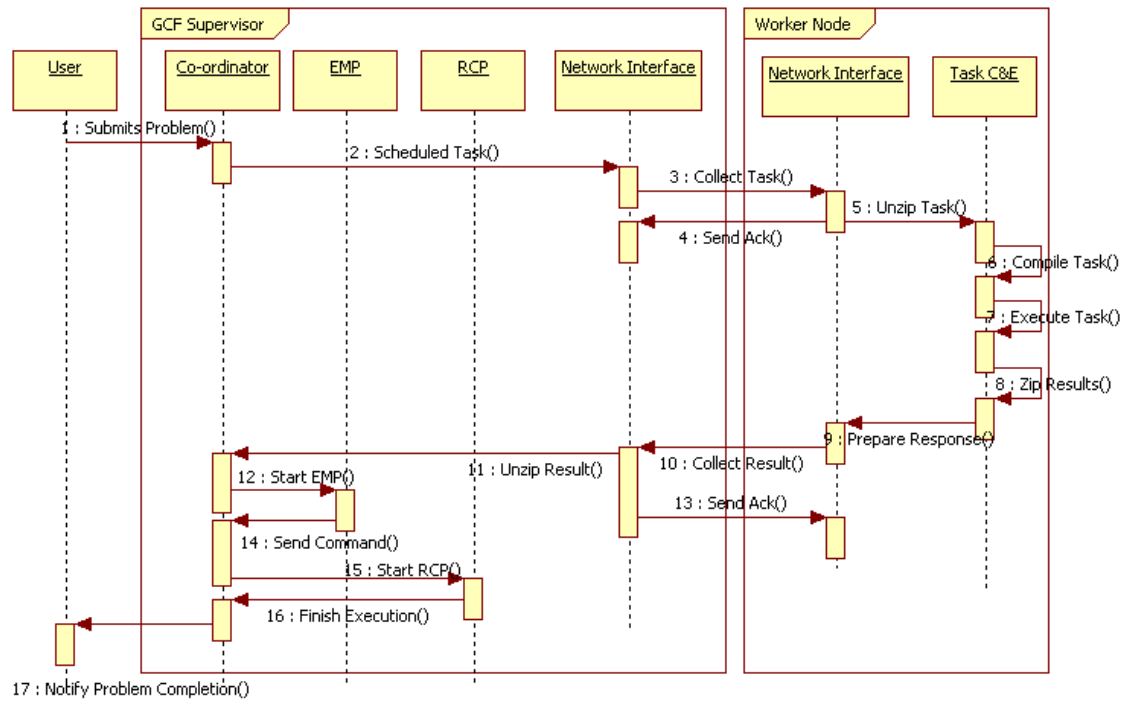 GCF Supervisor
Worker Node
User
Co-ordinator
EMP
RCP
Network Interface
Network Interface
Task C&E
1 : Submits Problem()
2 : Scheduled Task()
3 : Collect Task()
5 : Unzip Task()
4 : Send Ack()
6 : Compile Task()
7 : Execute Task()
8 : Zip Results()
9 : Prepare Response()
10 : Collect Result()
11 : Unzip Result()
12 : Start EMP()
13 : Send Ack()
14 : Send Command()
15 : Start RCP()
16 : Finish Execution()
17 : Notify Problem Completion()